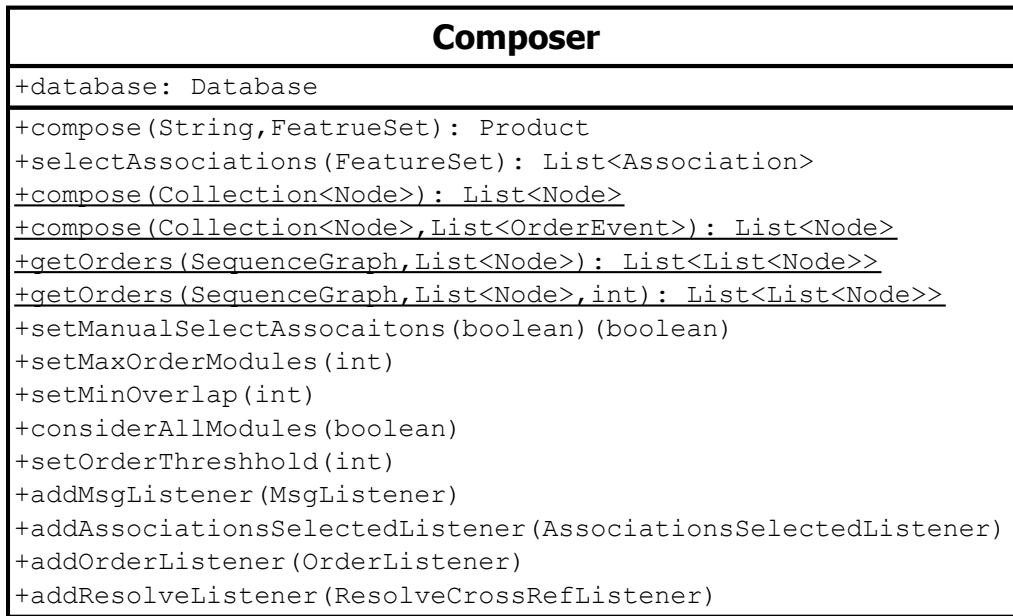 Composer
+database: Database
+compose(String,FeatrueSet): Product
+selectAssociations(FeatureSet): List<Association>
+compose(Collection<Node>): List<Node>
+compose(Collection<Node>,List<OrderEvent>): List<Node>
+getOrders(SequenceGraph,List<Node>): List<List<Node>>
+getOrders(SequenceGraph,List<Node>,int): List<List<Node>>
+setManualSelectAssocaitons(boolean)(boolean)
+setMaxOrderModules(int)
+setMinOverlap(int)
+considerAllModules(boolean)
+setOrderThreshhold(int)
+addMsgListener(MsgListener)
+addAssociationsSelectedListener(AssociationsSelectedListener)
+addOrderListener(OrderListener)
+addResolveListener(ResolveCrossRefListener)